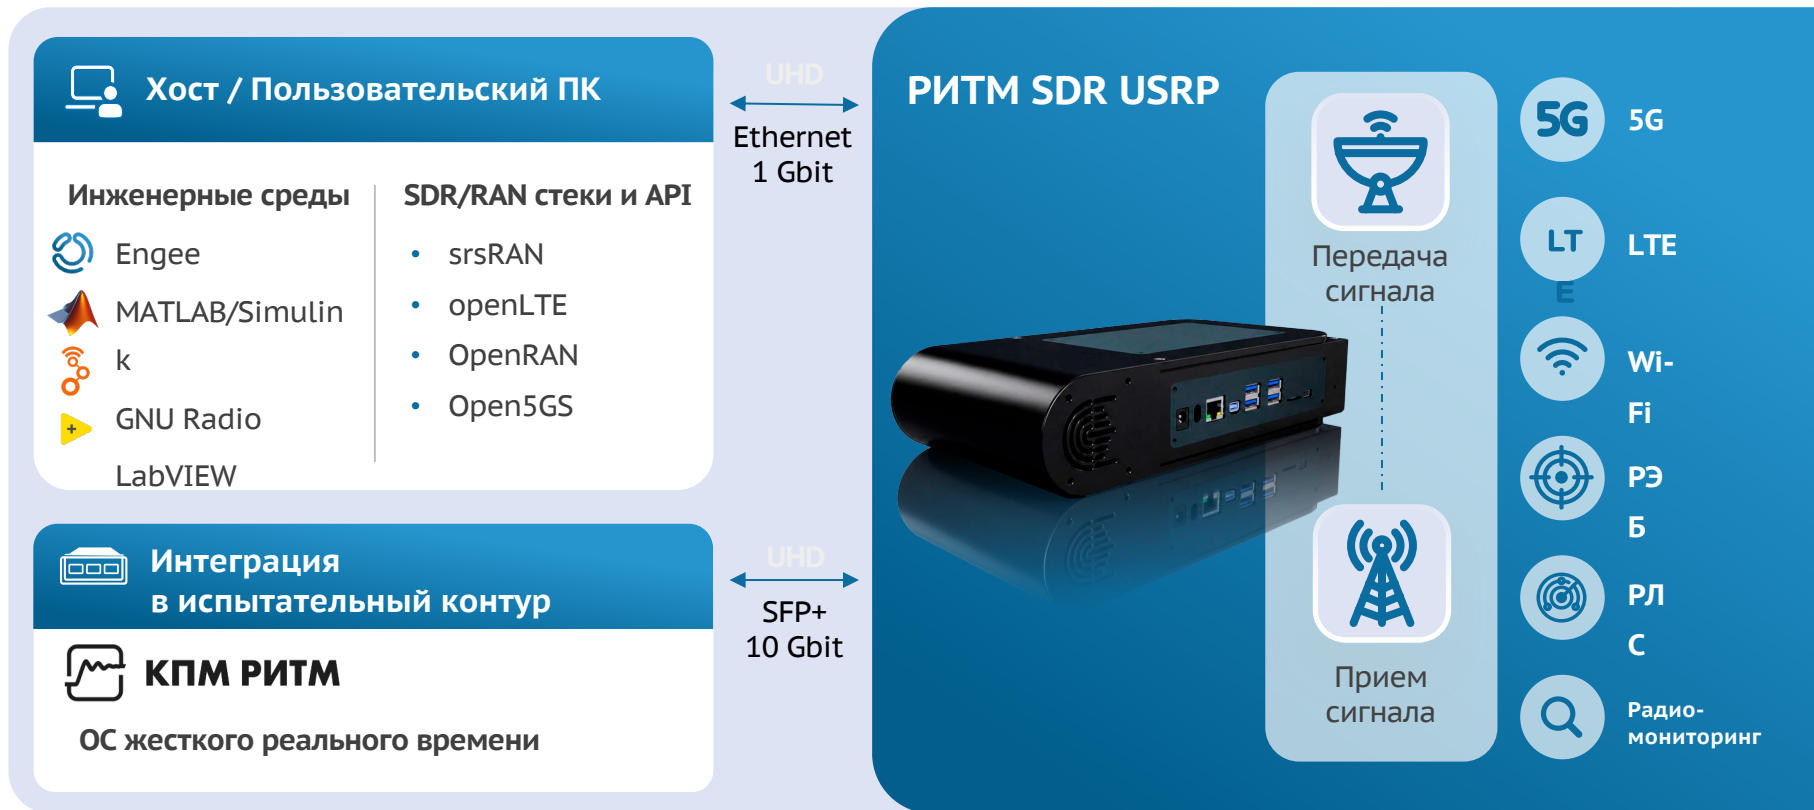 Хост / Пользовательский ПК
Инженерные среды
Engee
MATLAB/Simulin
k
GNU Radio
LabVIEW
SDR/RAN стеки и API
• srsRAN
• openLTE
• OpenRAN
• Open5GS
Интеграция
в испытательный контур
КПМ РИТМ
ОС жесткого реального времени
UHD
Ethernet
1 Gbit
UHD
SFP+
10 Gbit
РИТМ SDR USRP
Передача
сигнала
Прием
сигнала
5G
5G
LT
E
LTE
Wi-
Fi
РЭ
Б
РЛ
С
Радио-
мониторинг